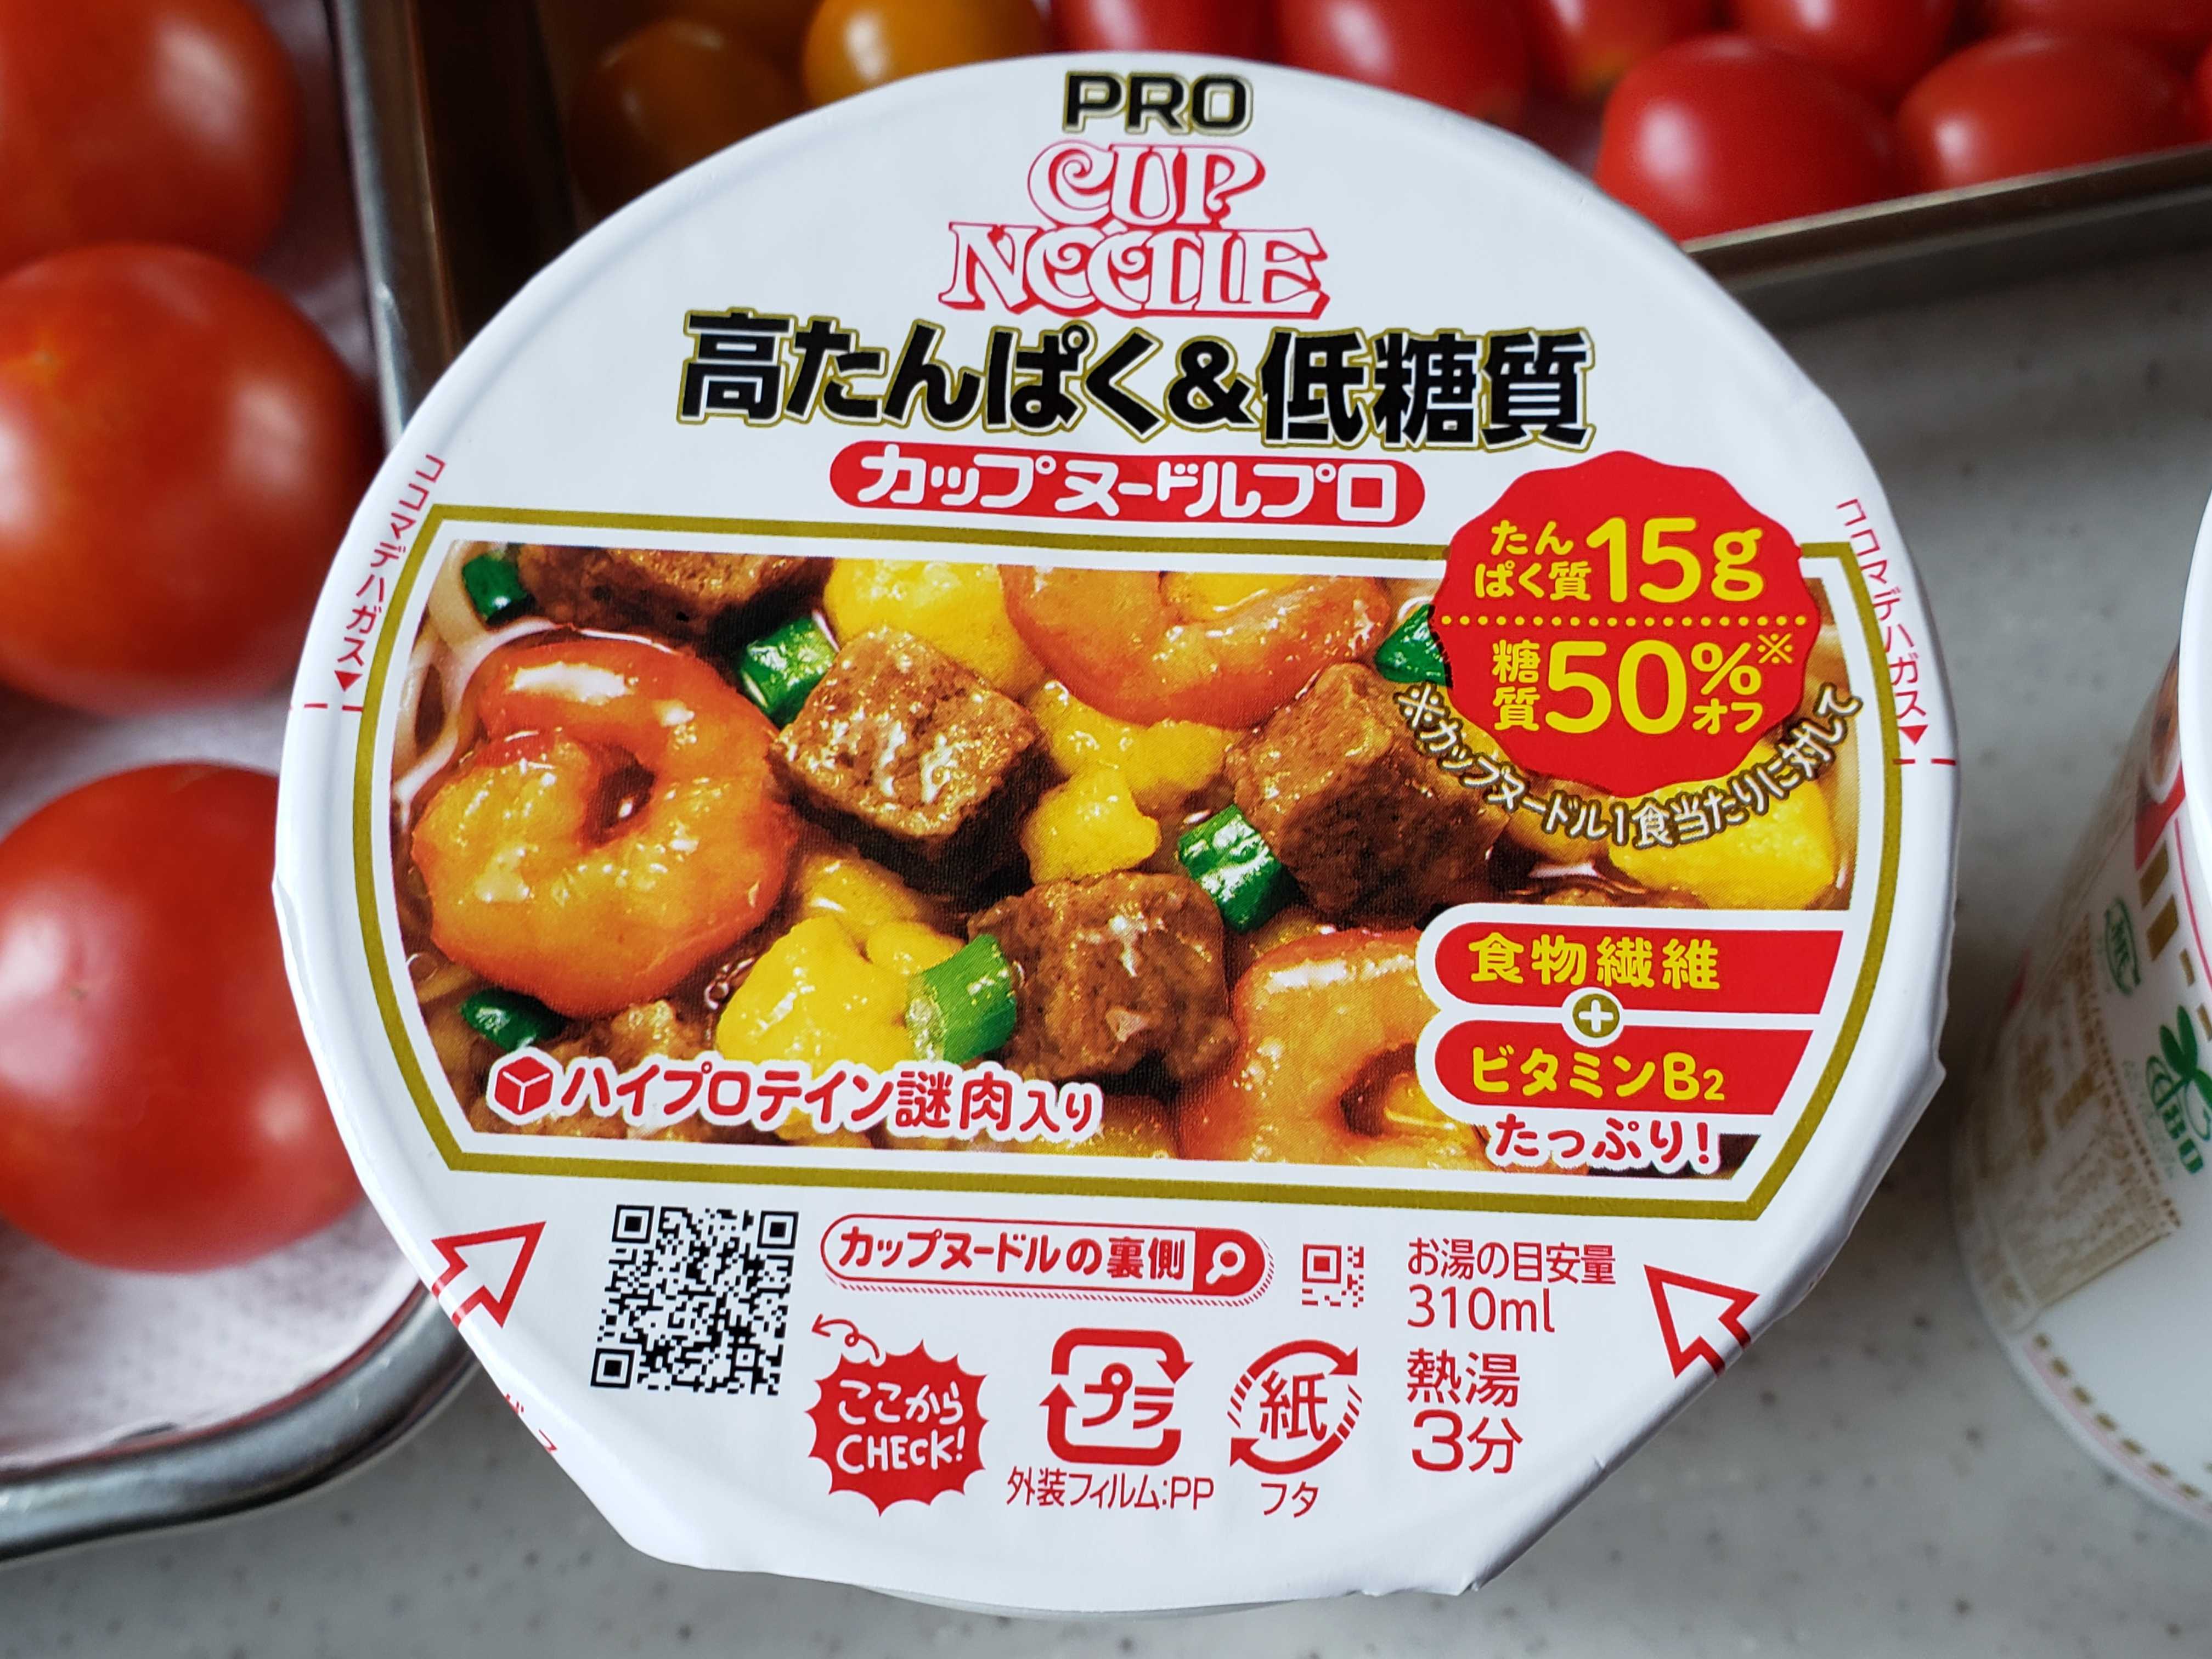 PRO
CUP
NOODLE
高たんぱく&低糖質
カップヌードルプロ
ココマデハガス
ココマデハガス
たん
ぱく質15g
糖質50%※
オフ
※カップヌードル1食当たりに対して
食物繊維
+
ビタミンB2
たっぷり!
ハイプロテイン謎肉入り
カップヌードルの裏側
お湯の目安量
310ml
熱湯
3分
ここから
CHECK!
プラ
外装フィルム:PP
紙
フタ